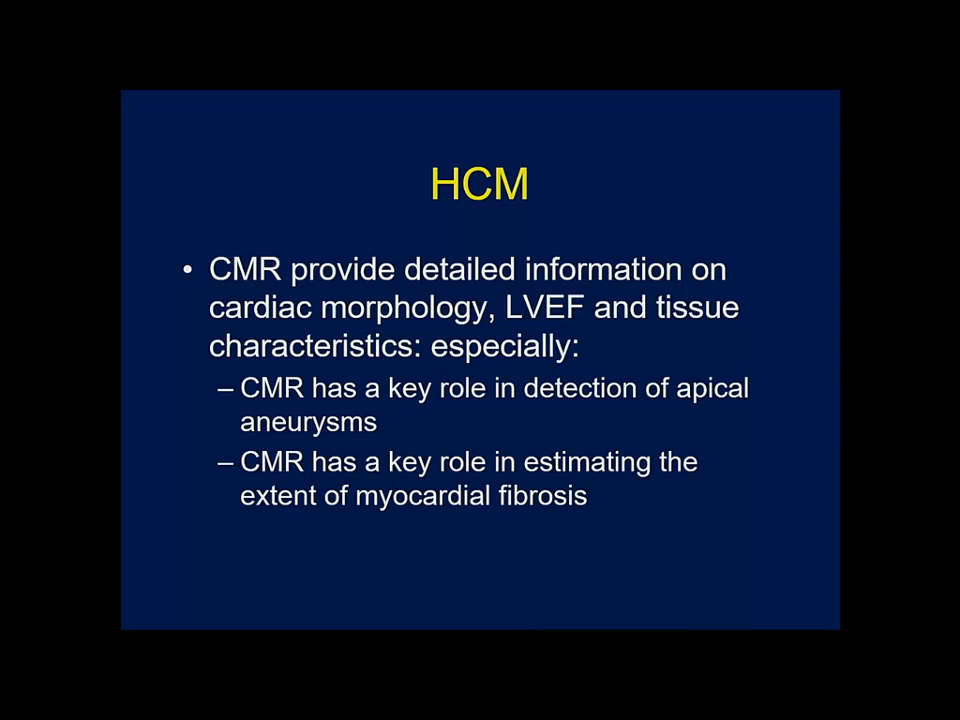 HCM
• CMR provide detailed information on
cardiac morphology, LVEF and tissue
characteristics: especially:
– CMR has a key role in detection of apical
aneurysms
– CMR has a key role in estimating the
extent of myocardial fibrosis